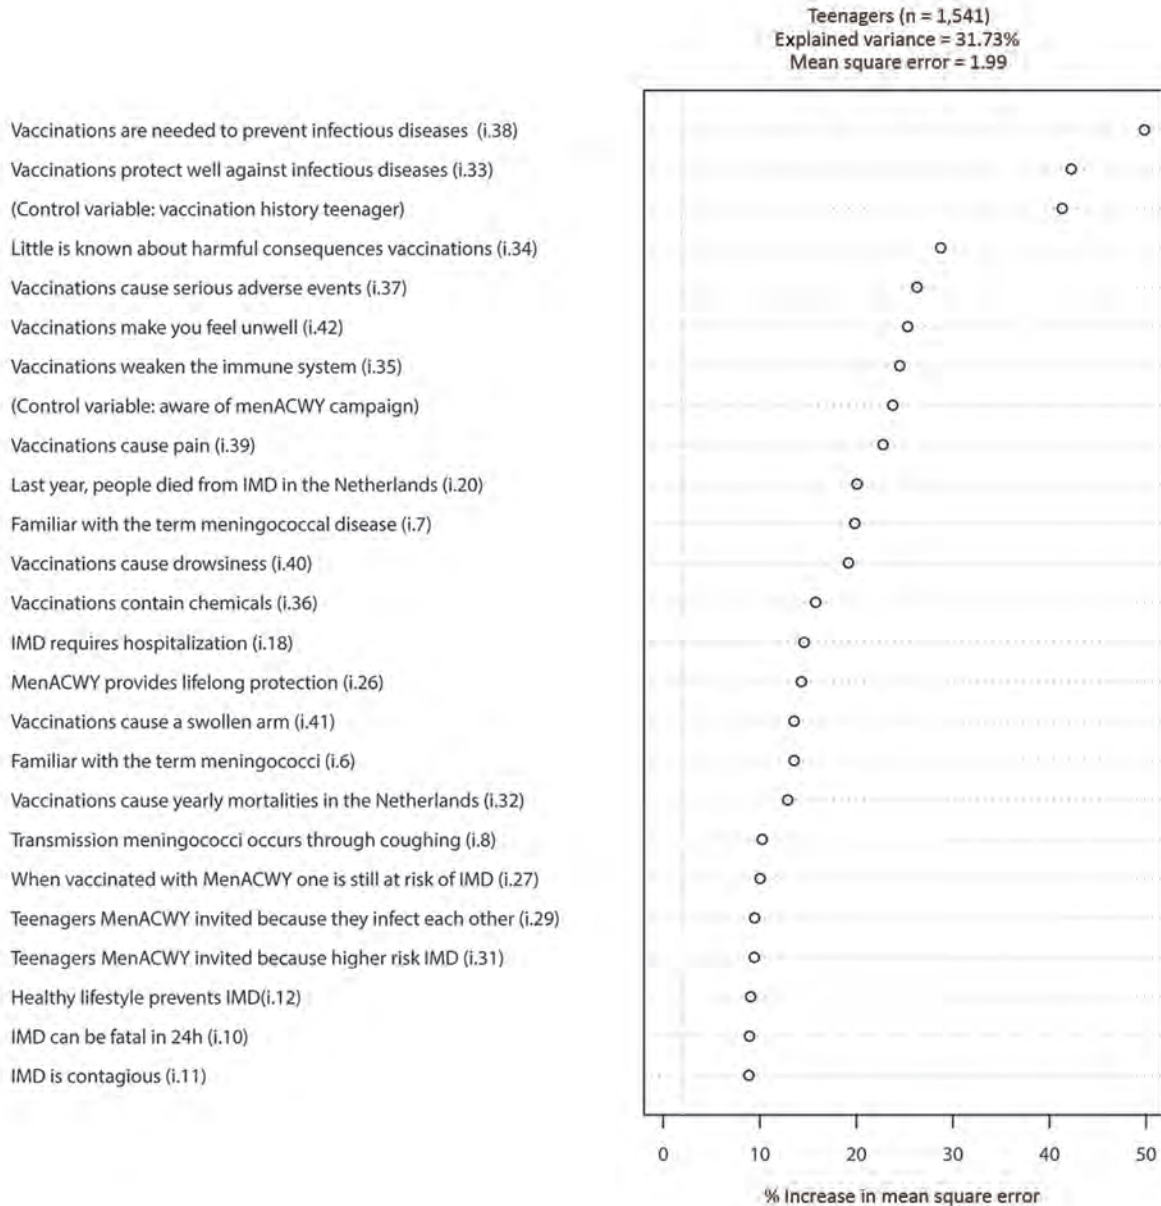 Teenagers (n = 1,541)
Explained variance = 31.73%
Mean square error = 1.99
Vaccinations are needed to prevent infectious diseases (i.38)
Vaccinations protect well against infectious diseases (i.33)
(Control variable: vaccination history teenager)
Little is known about harmful consequences vaccinations (i.34)
Vaccinations cause serious adverse events (i.37)
Vaccinations make you feel unwell (i.42)
Vaccinations weaken the immune system (i.35)
(Control variable: aware of menACWY campaign)
Vaccinations cause pain (i.39)
Last year, people died from IMD in the Netherlands (i.20)
Familiar with the term meningococcal disease (i.7)
Vaccinations cause drowsiness (i.40)
Vaccinations contain chemicals (i.36)
IMD requires hospitalization (i.18)
MenACWY provides lifelong protection (i.26)
Vaccinations cause a swollen arm (i.41)
Familiar with the term meningococci (i.6)
Vaccinations cause yearly mortalities in the Netherlands (i.32)
Transmission meningococci occurs through coughing (i.8)
When vaccinated with MenACWY one is still at risk of IMD (i.27)
Teenagers MenACWY invited because they infect each other (i.29)
Teenagers MenACWY invited because higher risk IMD (i.31)
Healthy lifestyle prevents IMD(i.12)
IMD can be fatal in 24h (i.10)
IMD is contagious (i.11)
0 10 20 30 40 50
% Increase in mean square error